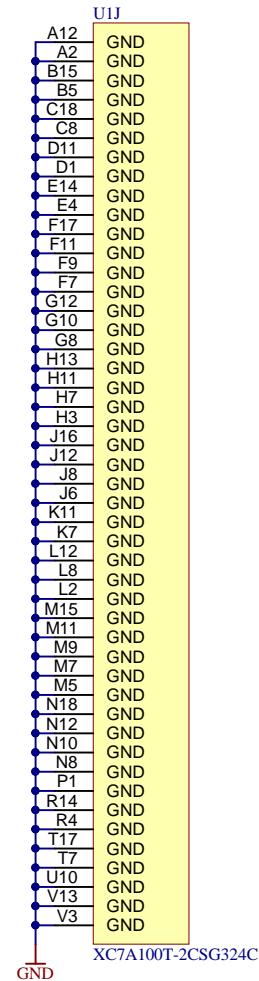 U1J
A12 GND
A2 GND
B15 GND
B5 GND
C18 GND
C8 GND
D11 GND
D1 GND
E14 GND
E4 GND
F17 GND
F11 GND
F9 GND
F7 GND
G12 GND
G10 GND
G8 GND
H13 GND
H11 GND
H7 GND
H3 GND
J16 GND
J12 GND
J8 GND
J6 GND
K11 GND
K7 GND
L12 GND
L8 GND
L2 GND
M15 GND
M11 GND
M9 GND
M7 GND
M5 GND
N18 GND
N12 GND
N10 GND
N8 GND
P1 GND
R14 GND
R4 GND
T17 GND
T7 GND
U10 GND
V13 GND
V3 GND
XC7A100T-2CSG324C
GND